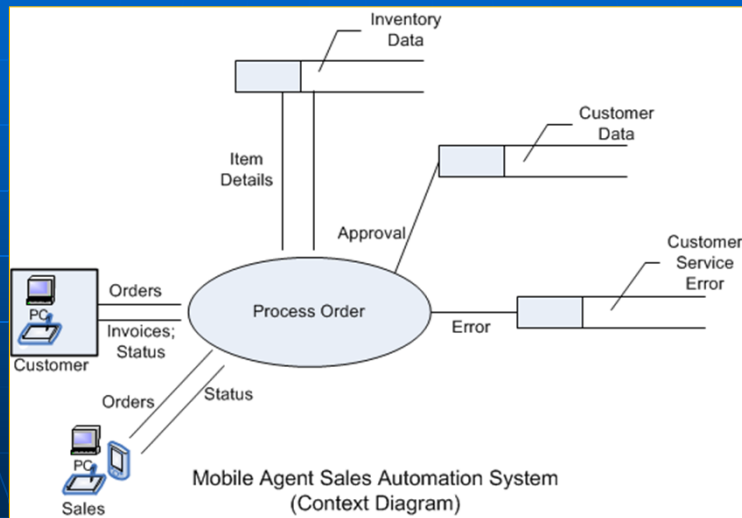 Inventory
Data
Customer
Data
Item
Details
Approval
Customer
Service
Error
PC
Orders
Process Order
Invoices;
Status
Error
Customer
Orders
Status
PC
Sales
Mobile Agent Sales Automation System
(Context Diagram)